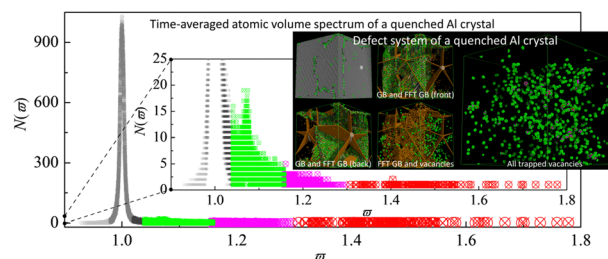 Time-averaged atomic volume spectrum of a quenched Al crystal
Defect system of a quenched Al crystal
GB and FFT GB (front)
GB and FFT GB (back)
FFT GB and vacancies
All trapped vacancies
N(ϖ)
900
600
300
0
1.0
1.2
1.4
1.6
1.8
ϖ
N(ϖ)
25
20
15
10
5
0
1.0
1.2
1.4
1.6
1.8
ϖ